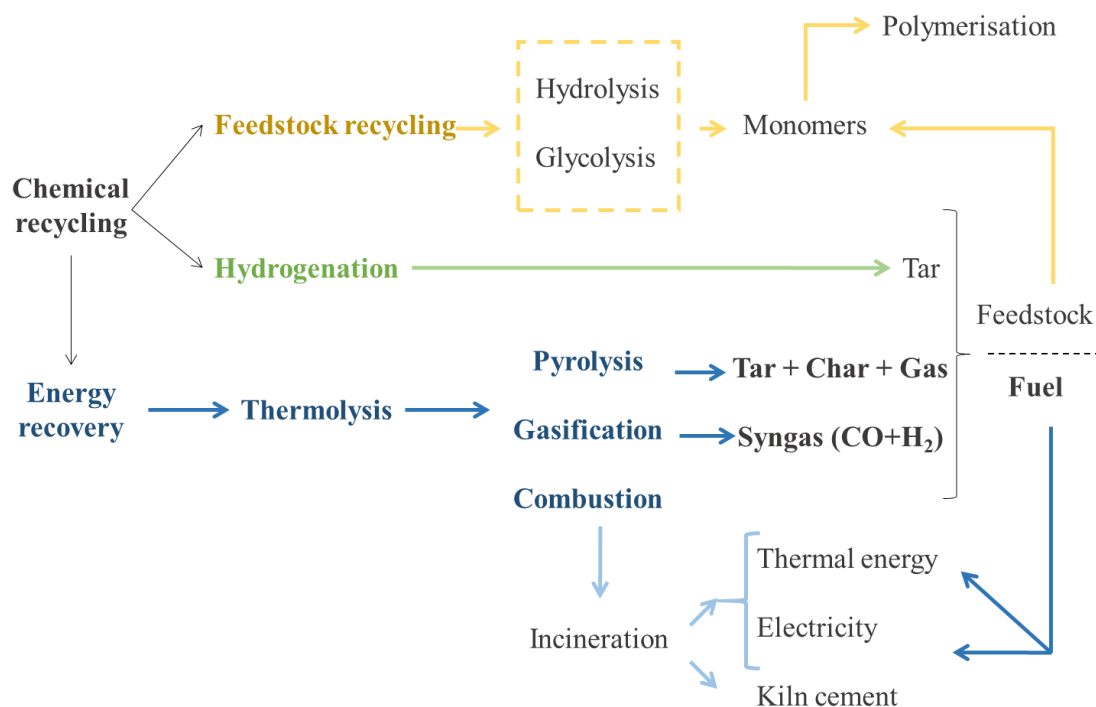 Polymerisation
Hydrolysis
Feedstock recycling
Monomers
Glycolysis
Chemical
recycling
Hydrogenation
Tar
Feedstock
Pyrolysis
Tar + Char + Gas
Fuel
Energy
recovery
Thermolysis
Gasification
Syngas (CO+H₂)
Combustion
Thermal energy
Incineration
Electricity
Kiln cement